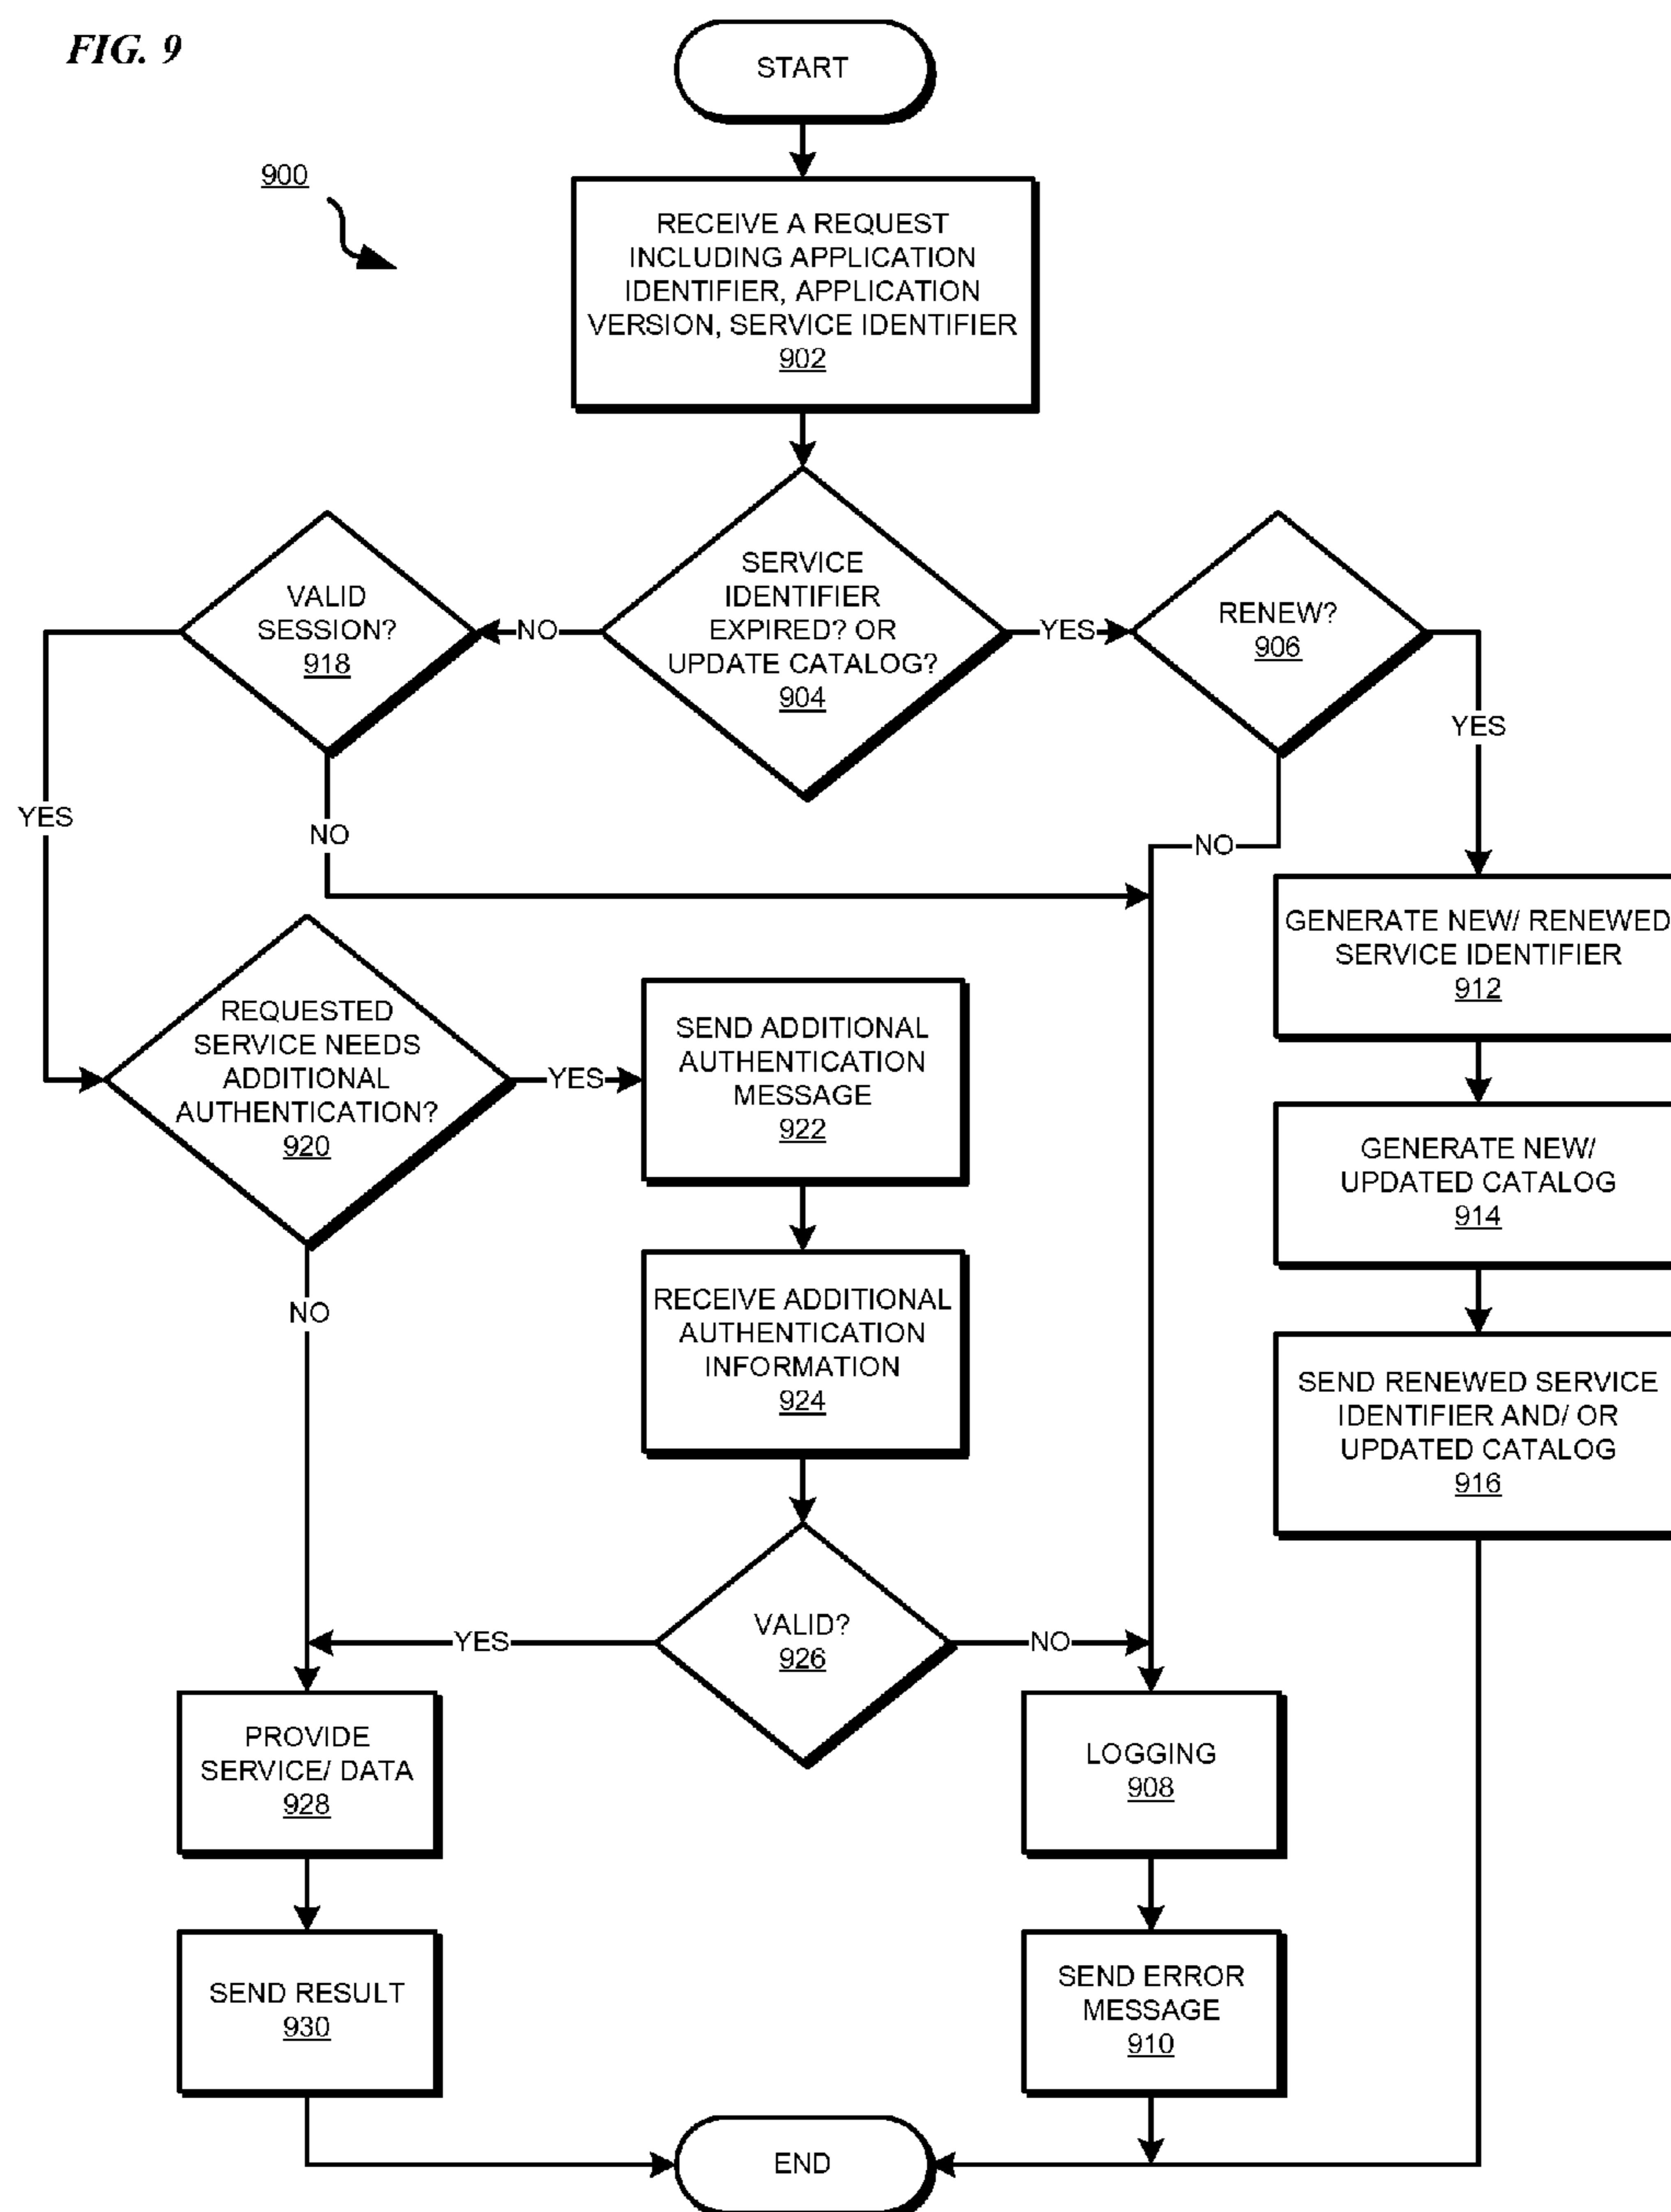 FIG. 9
START
900
RECEIVE A REQUEST
INCLUDING APPLICATION
IDENTIFIER, APPLICATION
VERSION, SERVICE IDENTIFIER
902
SERVICE
IDENTIFIER
EXPIRED? OR
UPDATE CATALOG?
904
VALID
SESSION?
918
NO
YES
RENEW?
906
YES
YES
NO
NO
GENERATE NEW/ RENEWED
SERVICE IDENTIFIER
912
REQUESTED
SERVICE NEEDS
ADDITIONAL
AUTHENTICATION?
920
YES
SEND ADDITIONAL
AUTHENTICATION
MESSAGE
922
GENERATE NEW/
UPDATED CATALOG
914
NO
RECEIVE ADDITIONAL
AUTHENTICATION
INFORMATION
924
SEND RENEWED SERVICE
IDENTIFIER AND/ OR
UPDATED CATALOG
916
YES
VALID?
926
NO
PROVIDE
SERVICE/ DATA
928
LOGGING
908
SEND RESULT
930
SEND ERROR
MESSAGE
910
END